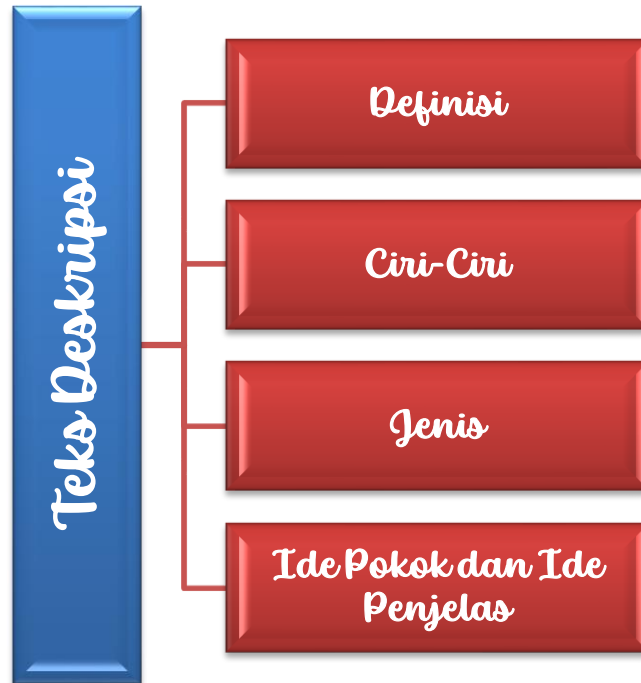 Teks Deskripsi
Definisi
Ciri-Ciri
Jenis
Ide Pokok dan Ide
Penjelas